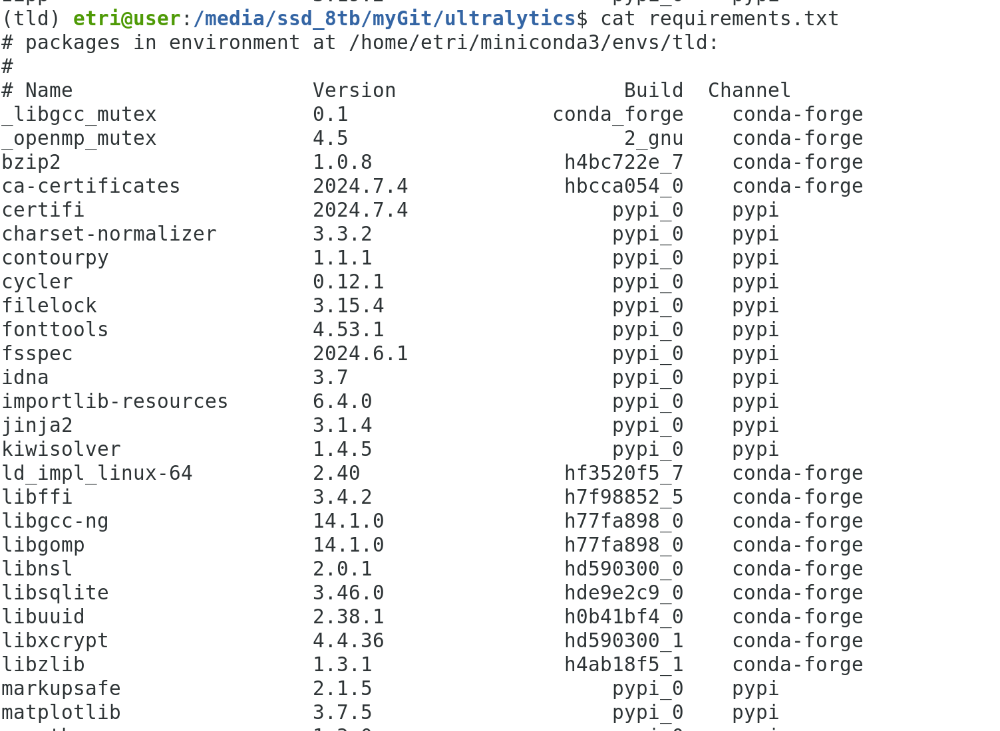 (tld) etri@user:/media/ssd_8tb/myGit/ultralytics$ cat requirements.txt
# packages in environment at /home/etri/miniconda3/envs/tld:
#
# Name                    Version                   Build  Channel
_libgcc_mutex             0.1                 conda_forge    conda-forge
_openmp_mutex             4.5                       2_gnu    conda-forge
bzip2                     1.0.8                h4bc722e_7    conda-forge
ca-certificates           2024.7.4             hbcca054_0    conda-forge
certifi                   2024.7.4                 pypi_0    pypi
charset-normalizer        3.3.2                    pypi_0    pypi
contourpy                 1.1.1                    pypi_0    pypi
cycler                    0.12.1                   pypi_0    pypi
filelock                  3.15.4                   pypi_0    pypi
fonttools                 4.53.1                   pypi_0    pypi
fsspec                    2024.6.1                 pypi_0    pypi
idna                      3.7                      pypi_0    pypi
importlib-resources       6.4.0                    pypi_0    pypi
jinja2                    3.1.4                    pypi_0    pypi
kiwisolver                1.4.5                    pypi_0    pypi
ld_impl_linux-64          2.40                 hf3520f5_7    conda-forge
libffi                    3.4.2                h7f98852_5    conda-forge
libgcc-ng                 14.1.0               h77fa898_0    conda-forge
libgomp                   14.1.0               h77fa898_0    conda-forge
libnsl                    2.0.1                hd590300_0    conda-forge
libsqlite                 3.46.0               hde9e2c9_0    conda-forge
libuuid                   2.38.1               h0b41bf4_0    conda-forge
libxcrypt                 4.4.36               hd590300_1    conda-forge
libzlib                   1.3.1                h4ab18f5_1    conda-forge
markupsafe                2.1.5                    pypi_0    pypi
matplotlib                3.7.5                    pypi_0    pypi